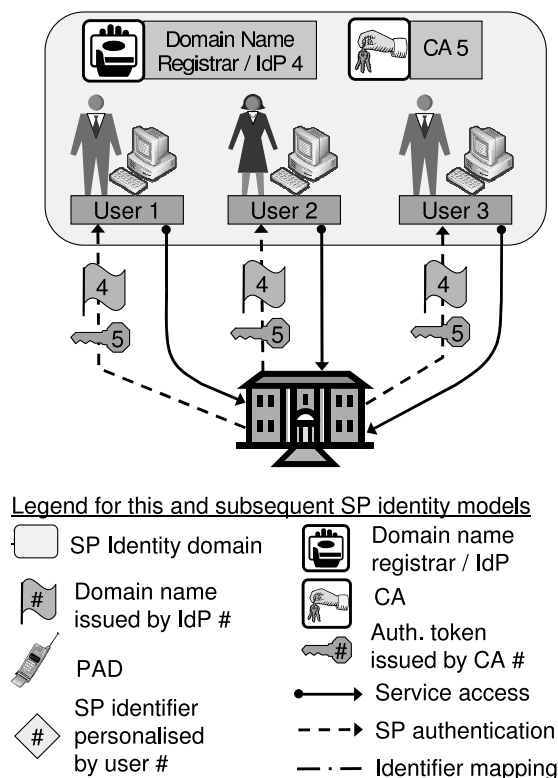 Domain Name
Registrar / IdP 4
CA 5
User 1
User 2
User 3
4
4
4
5
5
5
Legend for this and subsequent SP identity models
SP Identity domain
Domain name
registrar / IdP
#
Domain name
issued by IdP #
CA
#
Auth. token
issued by CA #
PAD
Service access
#
SP identifier
personalised
by user #
SP authentication
Identifier mapping